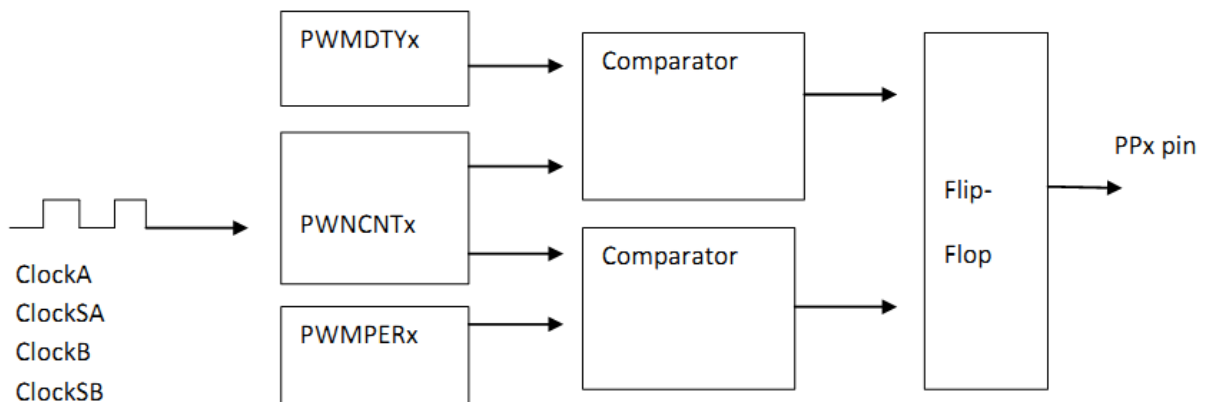 PWMDTYx
Comparator
PPx pin
PWNCNTx
Flip-
Flop
Comparator
ClockA
ClockSA
ClockB
ClockSB
PWMPERx